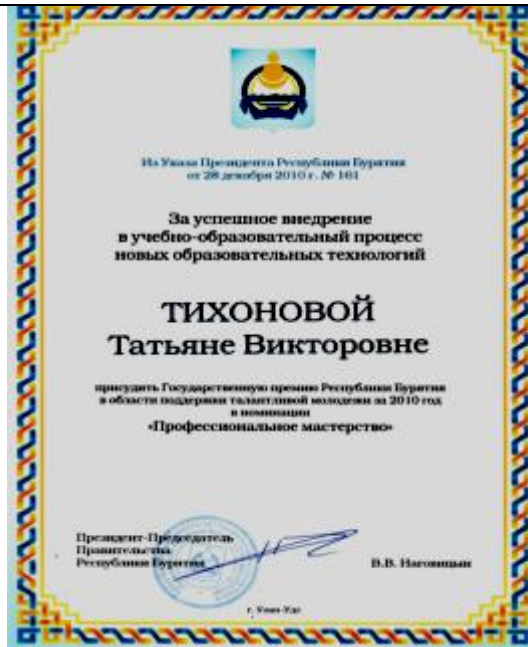 Из Указа Президента Республики Бурятия
от 28 декабря 2010 г. № 161
За успешное внедрение
в учебно-образовательный процесс
новых образовательных технологий
ТИХОНОВОЙ
Татьяне Викторовне
присудить Государственную премию Республики Бурятия
в области поддержки талантливой молодежи за 2010 год
в номинации
«Профессиональное мастерство»
Президент-Председатель
Правительства
Республики Бурятия
В.В. Наговицын
г. Улан-Удэ